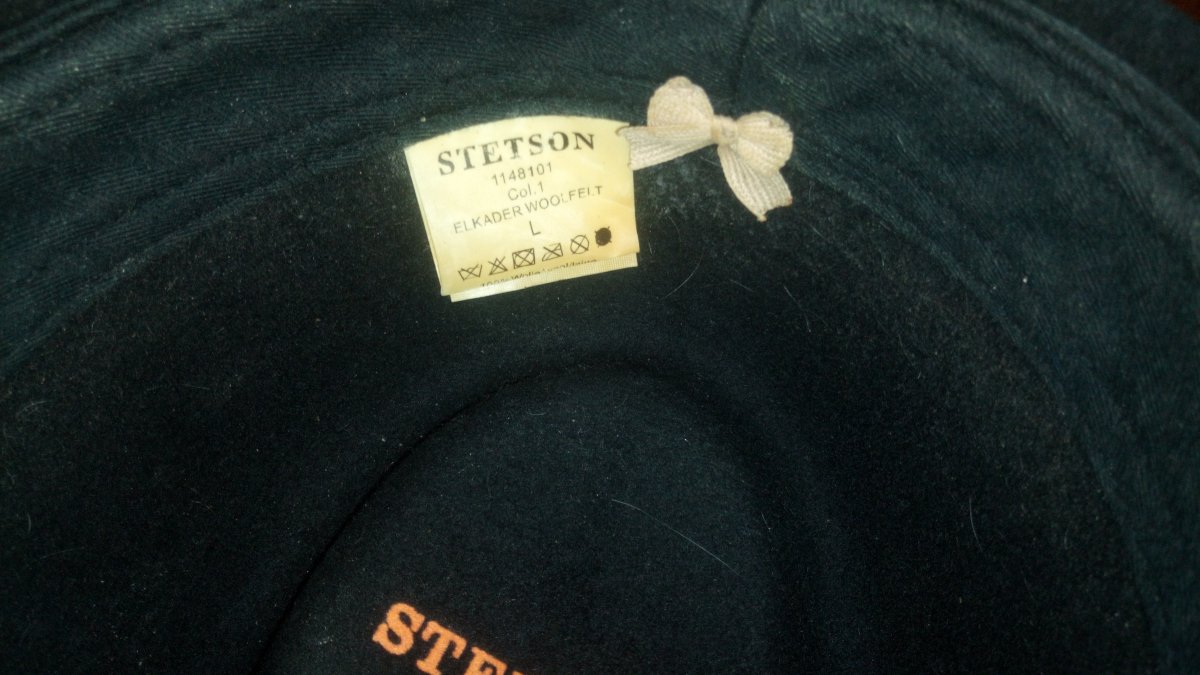 STETSON
1148101
Col.1
ELKADER WOOLFELT
L